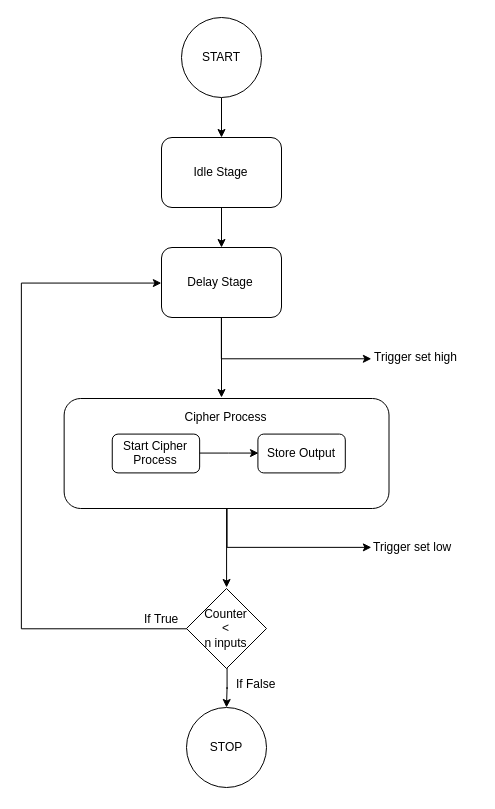 START
Idle Stage
Delay Stage
Trigger set high
Cipher Process
Start Cipher
Process
Store Output
Trigger set low
Counter
<
n inputs
If True
If False
STOP